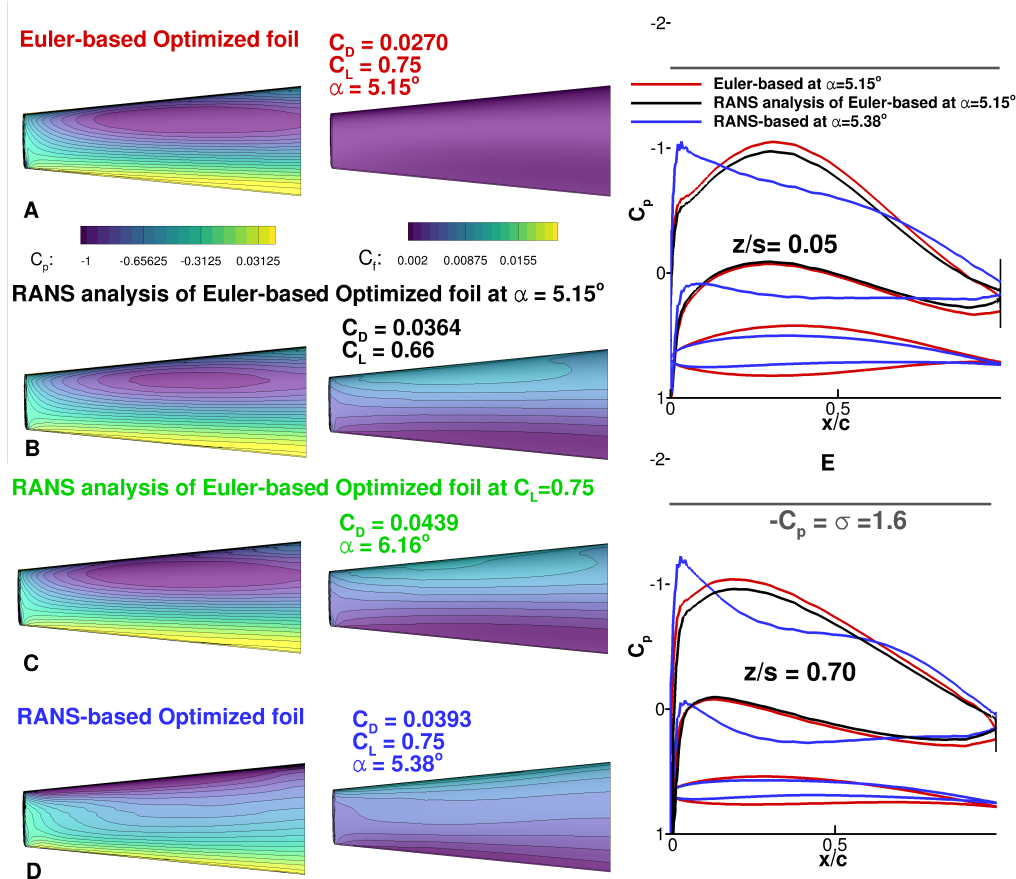 Euler-based Optimized foil
C_D = 0.0270
C_L = 0.75
α = 5.15°
A
C_p: -1 -0.65625 -0.3125 0.03125
C_f: 0.002 0.00875 0.0155
RANS analysis of Euler-based Optimized foil at α = 5.15°
C_D = 0.0364
C_L = 0.66
B
RANS analysis of Euler-based Optimized foil at C_L=0.75
C_D = 0.0439
α = 6.16°
C
RANS-based Optimized foil
C_D = 0.0393
C_L = 0.75
α = 5.38°
D
-2
Euler-based at α=5.15°
RANS analysis of Euler-based at α=5.15°
RANS-based at α=5.38°
-1
C_p
z/s= 0.05
0
1
0 0.5
x/c
E
-2
-C_p = σ =1.6
-1
C_p
z/s = 0.70
0
1
0 0.5
x/c